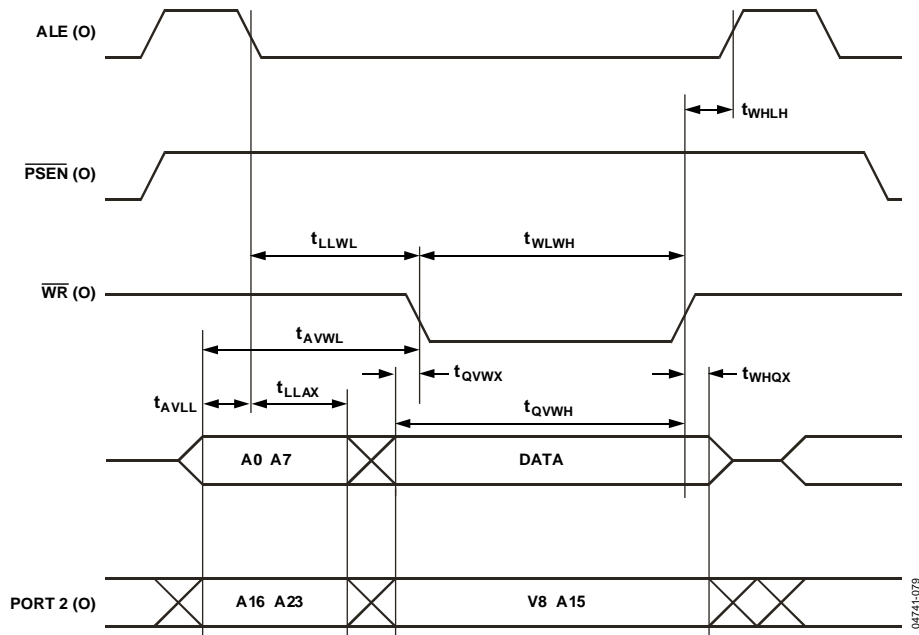 ALE (O)
tWHLH
PSEN (O)
tLLWL
tWLWH
WR (O)
tAVWL
tQVWX
tWHQX
tAVLL
tLLAX
tQVWH
A0 A7
DATA
PORT 2 (O)
A16 A23
V8 A15
04741-079